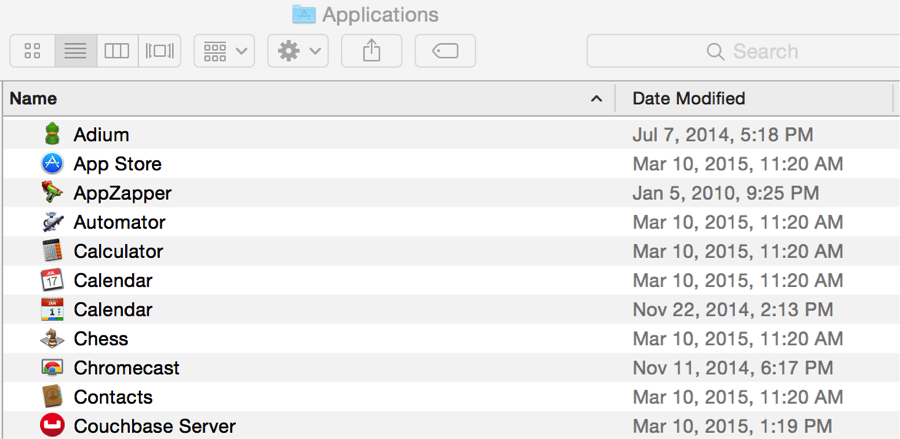 Applications
Search
Name Date Modified
Adium Jul 7, 2014, 5:18 PM
App Store Mar 10, 2015, 11:20 AM
AppZapper Jan 5, 2010, 9:25 PM
Automator Mar 10, 2015, 11:20 AM
Calculator Mar 10, 2015, 11:20 AM
JUL
17 Calendar Mar 10, 2015, 11:20 AM
JAN
1 Calendar Nov 22, 2014, 2:13 PM
Chess Mar 10, 2015, 11:20 AM
Chromecast Nov 11, 2014, 6:17 PM
Contacts Mar 10, 2015, 11:20 AM
Couchbase Server Mar 10, 2015, 1:19 PM